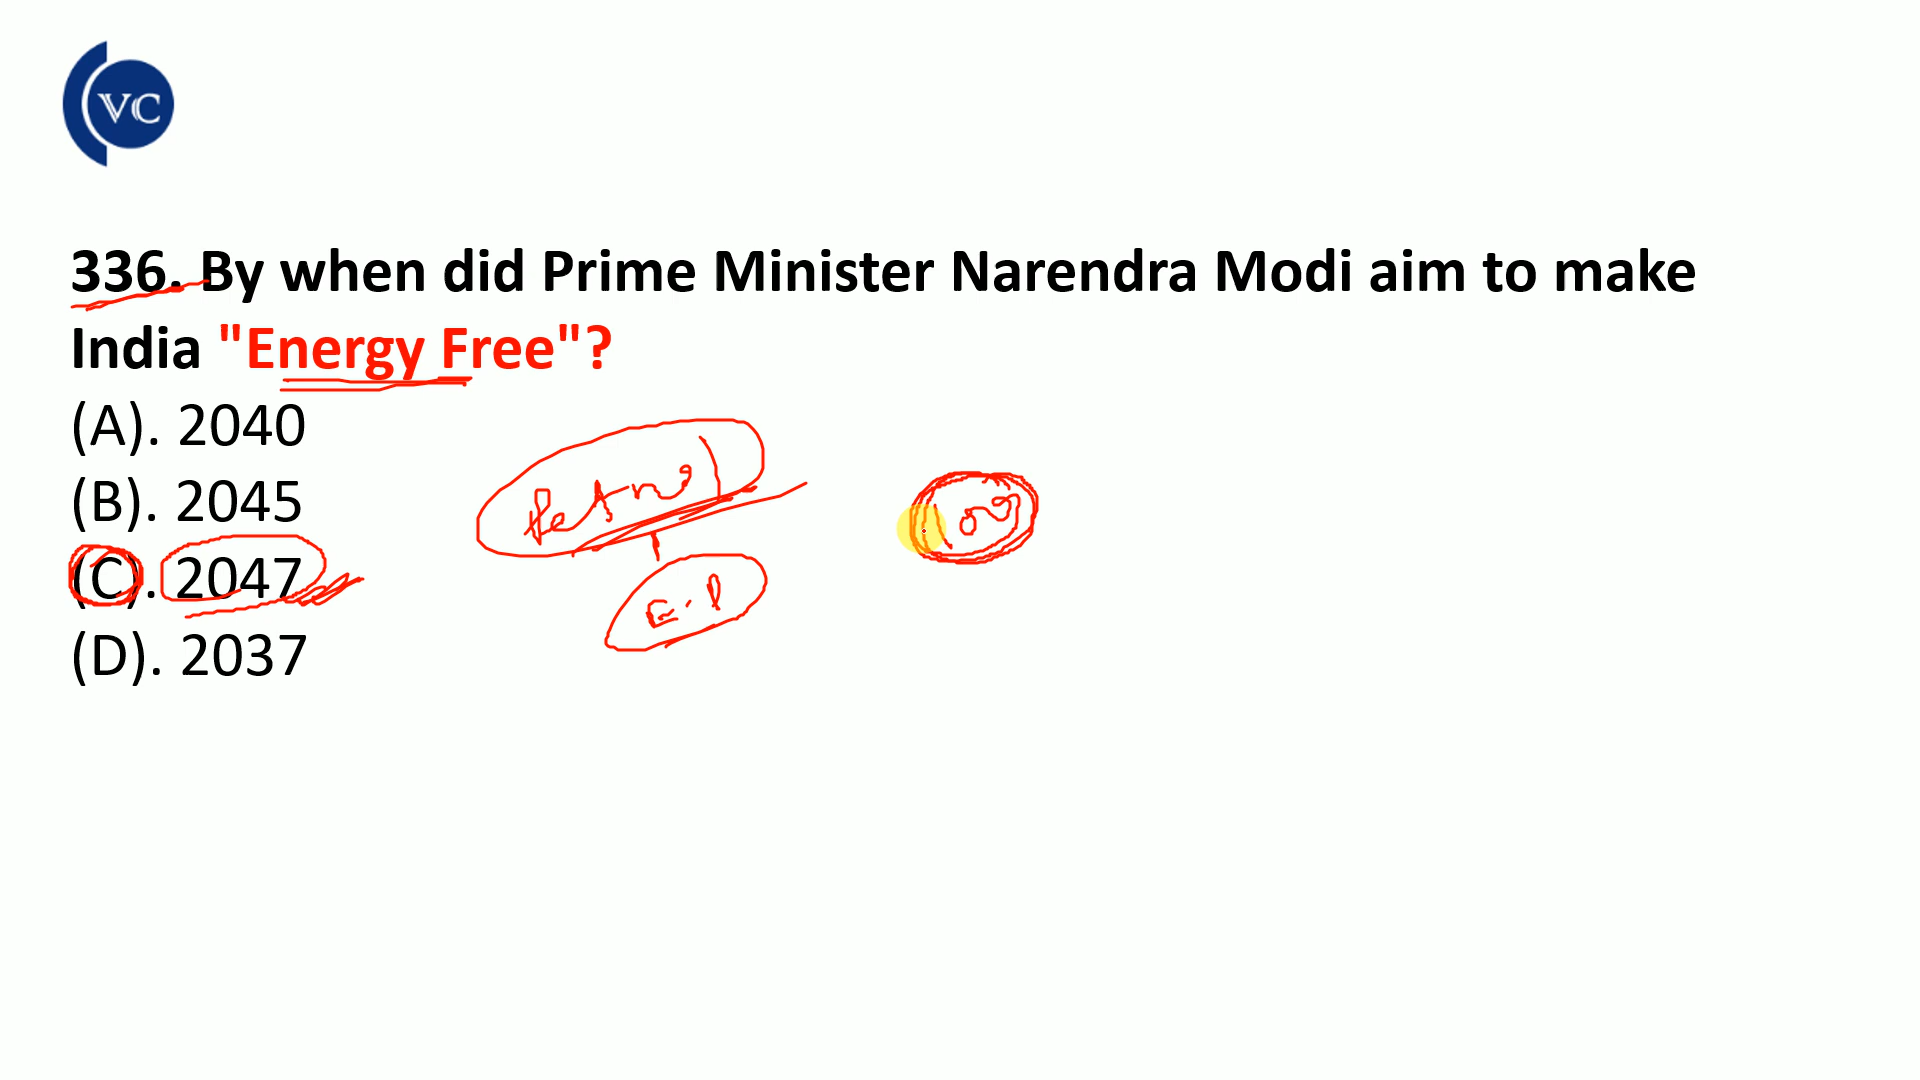 VC
336. By when did Prime Minister Narendra Modi aim to make
India "Energy Free"?
(A). 2040
(B). 2045
(C). 2047
(D). 2037
Petrol